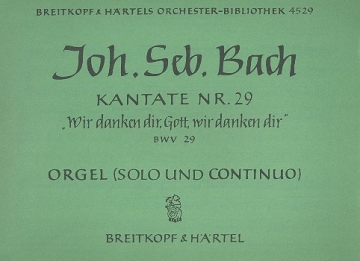 BREITKOPF & HÄRTELS ORCHESTER-BIBLIOTHEK 4529
Joh. Seb. Bach
KANTATE NR. 29
„Wir danken dir, Gott, wir danken dir"
BWV 29
ORGEL (SOLO UND CONTINUO)
BREITKOPF & HÄRTEL